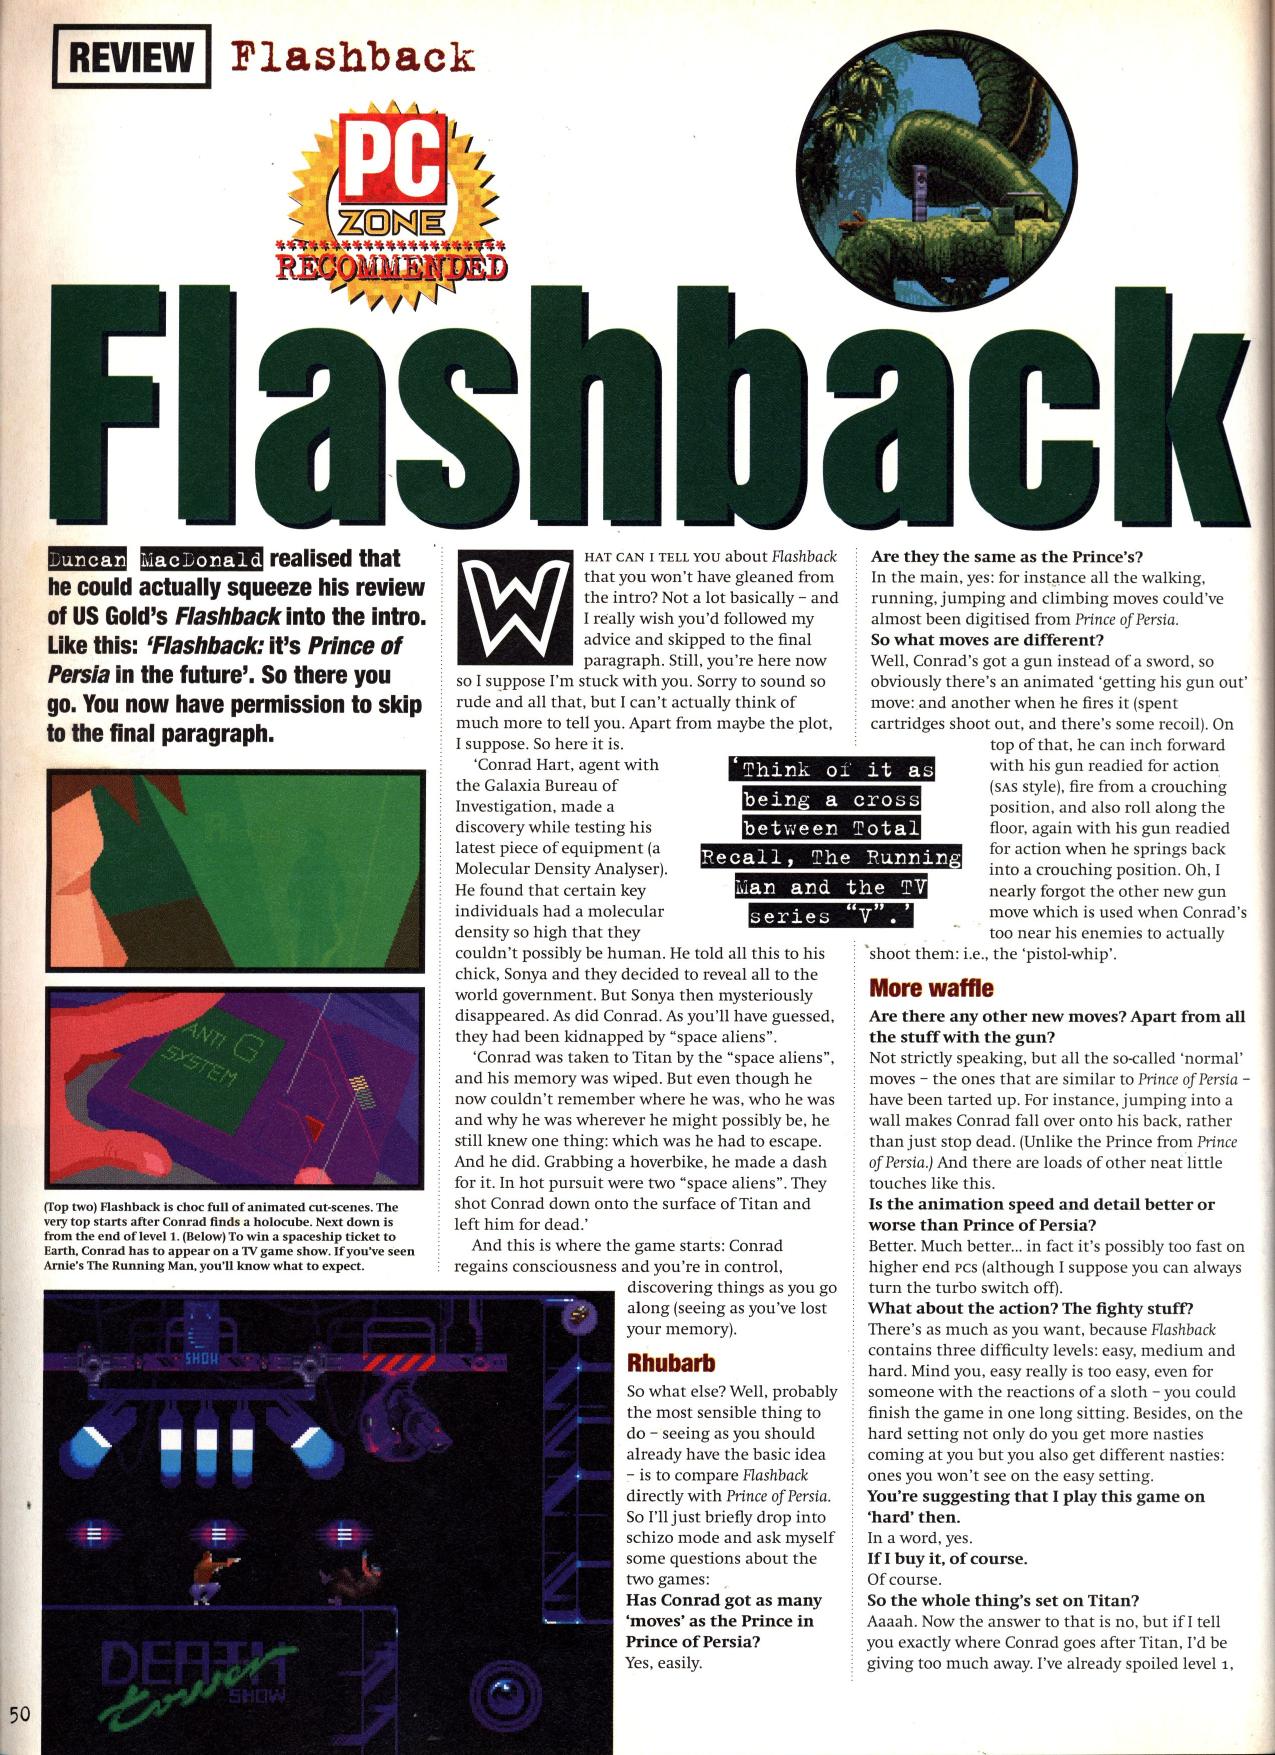 REVIEW Flashback
PC
ZONE
RECOMMENDED
Flashback
Duncan MacDonald realised that
he could actually squeeze his review
of US Gold's Flashback into the intro.
Like this: 'Flashback: it's Prince of
Persia in the future'. So there you
go. You now have permission to skip
to the final paragraph.
ANTI G
SYSTEM
(Top two) Flashback is choc full of animated cut-scenes. The
very top starts after Conrad finds a holocube. Next down is
from the end of level 1. (Below) To win a spaceship ticket to
Earth, Conrad has to appear on a TV game show. If you've seen
Arnie's The Running Man, you'll know what to expect.
SHOW
DEATH
tower
SHOW
50
WHAT CAN I TELL YOU about Flashback
that you won't have gleaned from
the intro? Not a lot basically – and
I really wish you'd followed my
advice and skipped to the final
paragraph. Still, you're here now
so I suppose I'm stuck with you. Sorry to sound so
rude and all that, but I can't actually think of
much more to tell you. Apart from maybe the plot,
I suppose. So here it is.
'Conrad Hart, agent with
the Galaxia Bureau of
Investigation, made a
discovery while testing his
latest piece of equipment (a
Molecular Density Analyser).
He found that certain key
individuals had a molecular
density so high that they
couldn't possibly be human. He told all this to his
chick, Sonya and they decided to reveal all to the
world government. But Sonya then mysteriously
disappeared. As did Conrad. As you'll have guessed,
they had been kidnapped by "space aliens".
'Conrad was taken to Titan by the "space aliens",
and his memory was wiped. But even though he
now couldn't remember where he was, who he was
and why he was wherever he might possibly be, he
still knew one thing: which was he had to escape.
And he did. Grabbing a hoverbike, he made a dash
for it. In hot pursuit were two "space aliens". They
shot Conrad down onto the surface of Titan and
left him for dead.'
And this is where the game starts: Conrad
regains consciousness and you're in control,
discovering things as you go
along (seeing as you've lost
your memory).
Rhubarb
So what else? Well, probably
the most sensible thing to
do – seeing as you should
already have the basic idea
– is to compare Flashback
directly with Prince of Persia.
So I'll just briefly drop into
schizo mode and ask myself
some questions about the
two games:
Has Conrad got as many
'moves' as the Prince in
Prince of Persia?
Yes, easily.
'Think of it as
being a cross
between Total
Recall, The Running
Man and the TV
series "V".'
Are they the same as the Prince's?
In the main, yes: for instance all the walking,
running, jumping and climbing moves could've
almost been digitised from Prince of Persia.
So what moves are different?
Well, Conrad's got a gun instead of a sword, so
obviously there's an animated 'getting his gun out'
move: and another when he fires it (spent
cartridges shoot out, and there's some recoil). On
top of that, he can inch forward
with his gun readied for action
(SAS style), fire from a crouching
position, and also roll along the
floor, again with his gun readied
for action when he springs back
into a crouching position. Oh, I
nearly forgot the other new gun
move which is used when Conrad's
too near his enemies to actually
shoot them: i.e., the 'pistol-whip'.
More waffle
Are there any other new moves? Apart from all
the stuff with the gun?
Not strictly speaking, but all the so-called 'normal'
moves – the ones that are similar to Prince of Persia –
have been tarted up. For instance, jumping into a
wall makes Conrad fall over onto his back, rather
than just stop dead. (Unlike the Prince from Prince
of Persia.) And there are loads of other neat little
touches like this.
Is the animation speed and detail better or
worse than Prince of Persia?
Better. Much better... in fact it's possibly too fast on
higher end PCs (although I suppose you can always
turn the turbo switch off).
What about the action? The fighty stuff?
There's as much as you want, because Flashback
contains three difficulty levels: easy, medium and
hard. Mind you, easy really is too easy, even for
someone with the reactions of a sloth – you could
finish the game in one long sitting. Besides, on the
hard setting not only do you get more nasties
coming at you but you also get different nasties:
ones you won't see on the easy setting.
You're suggesting that I play this game on
'hard' then.
In a word, yes.
If I buy it, of course.
Of course.
So the whole thing's set on Titan?
Aaaah. Now the answer to that is no, but if I tell
you exactly where Conrad goes after Titan, I'd be
giving too much away. I've already spoiled level 1,